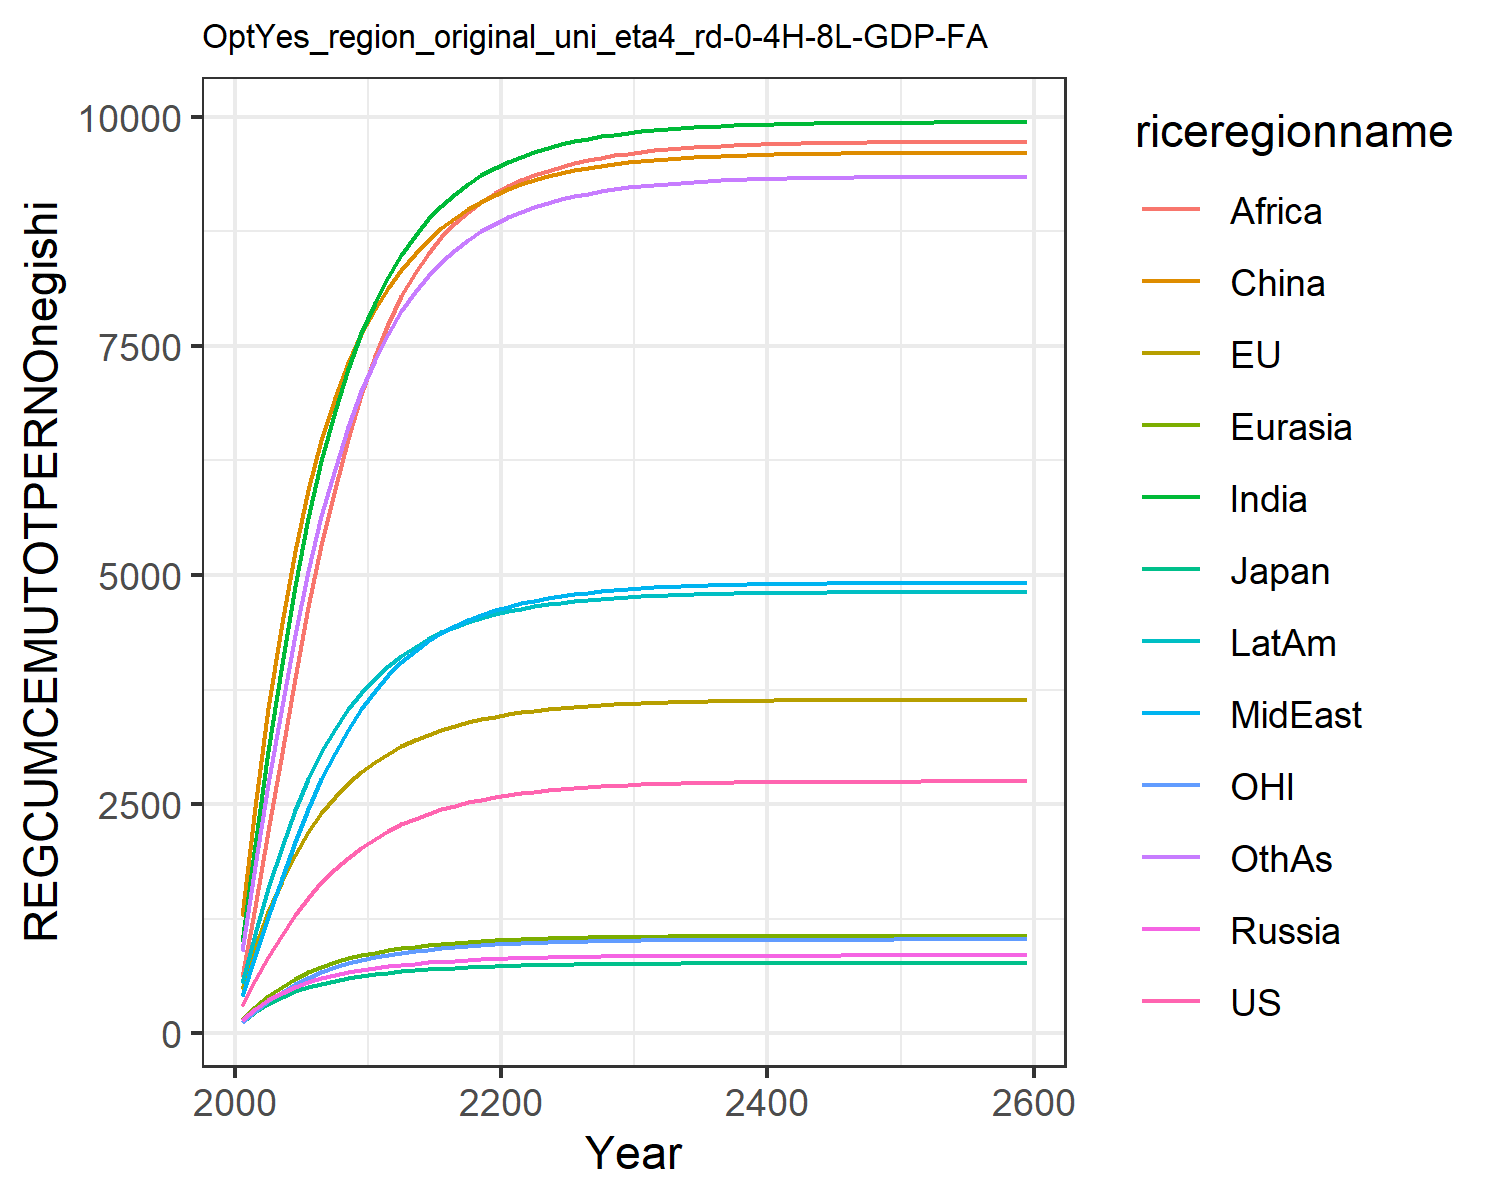 OptYes_region_original_uni_eta4_rd-0-4H-8L-GDP-FA
REGCUMCEMUTOTPERNOnegishi
10000
7500
5000
2500
0
2000 2200 2400 2600
Year
riceregionname
Africa
China
EU
Eurasia
India
Japan
LatAm
MidEast
OHI
OthAs
Russia
US